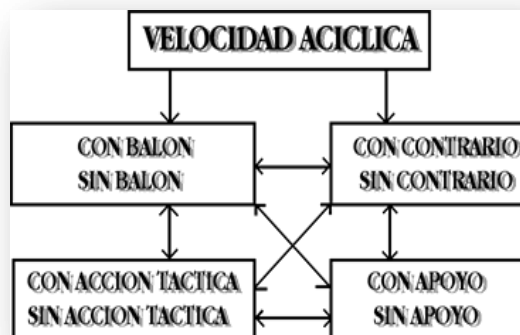 VELOCIDAD ACICLICA
CON BALON
SIN BALON
CON CONTRARIO
SIN CONTRARIO
CON ACCION TACTICA
SIN ACCION TACTICA
CON APOYO
SIN APOYO